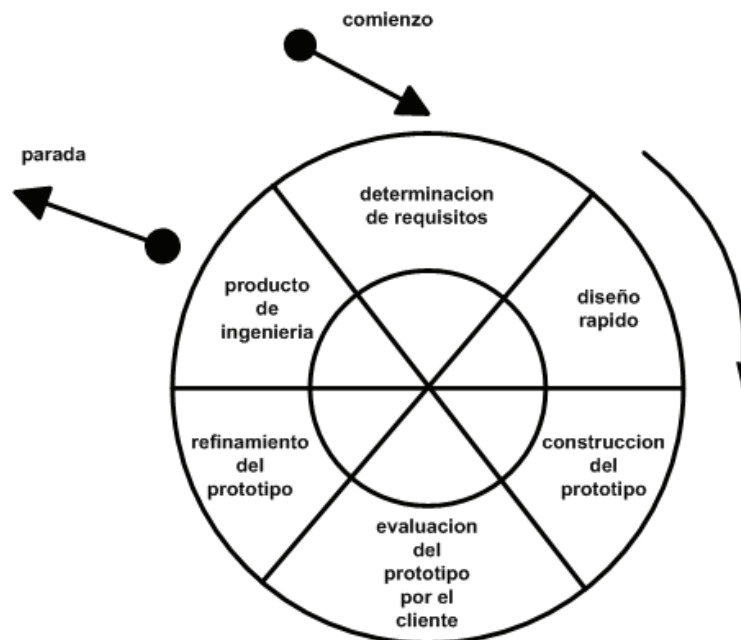 comienzo
parada
determinacion
de requisitos
diseño
rapido
construccion
del
prototipo
evaluacion
del
prototipo
por el
cliente
refinamiento
del
prototipo
producto
de
ingenieria